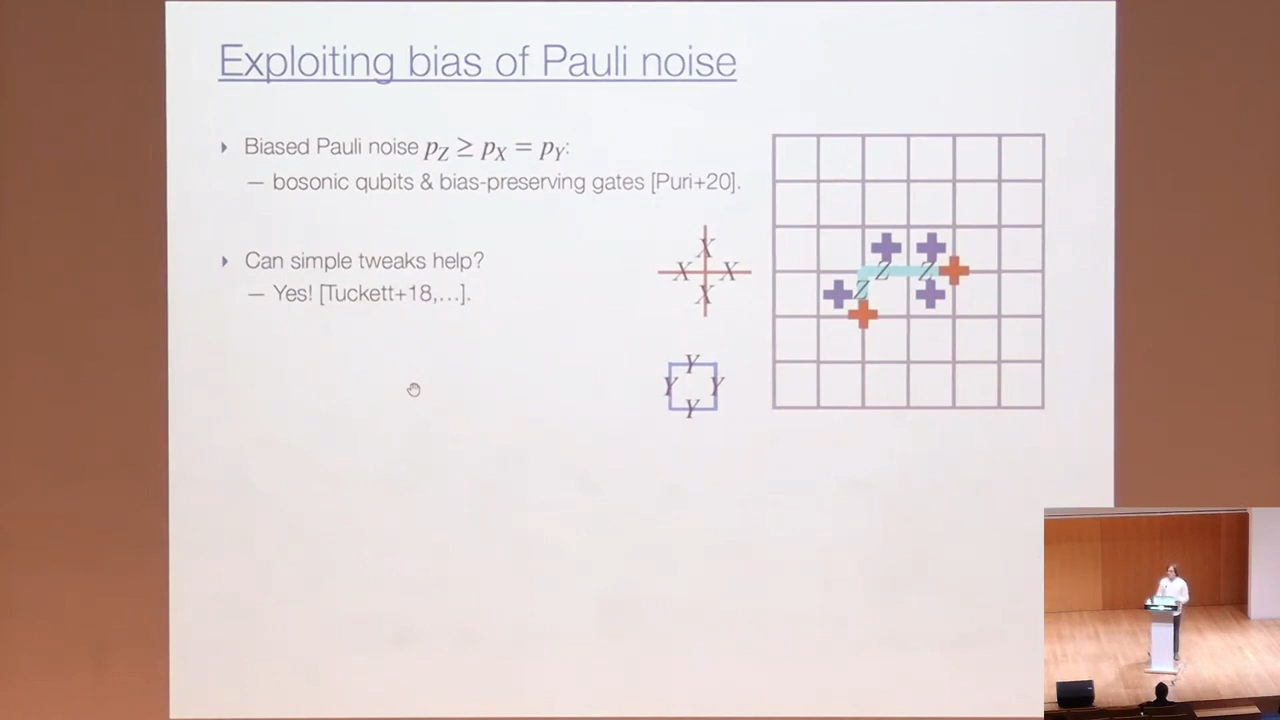 Exploiting bias of Pauli noise
Biased Pauli noise p_Z ≥ p_X = p_Y:
– bosonic qubits & bias-preserving gates [Puri+20].
Can simple tweaks help?
– Yes! [Tuckett+18,…].
X
X X
X
Y
Y Y
Y
Z Z
Z